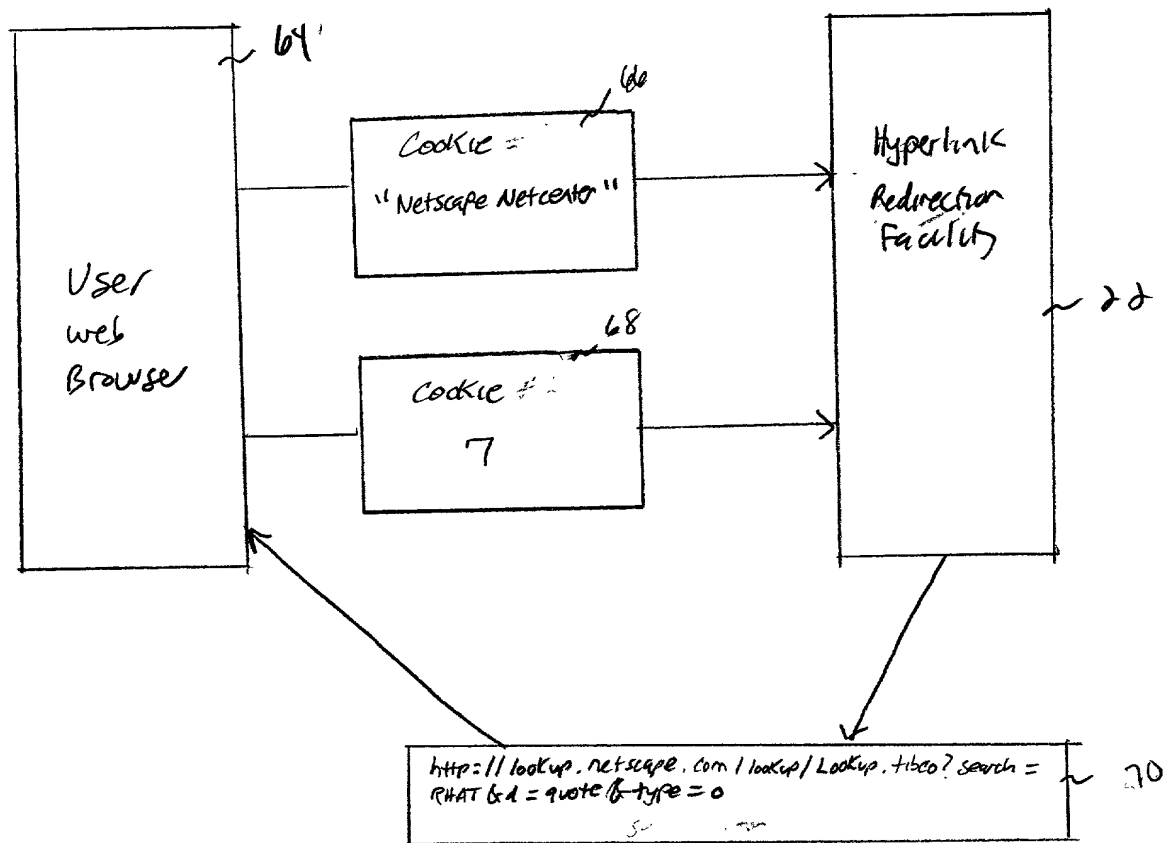 64'
66
Cookie =
"Netscape Netcenter"
Hyperlink
Redirection
Facility
User
web
Browser
22
68
Cookie #
7
http://lookup.netscape.com/lookup/Lookup.tibco?search=
RHAT&d=quote&type=0
70